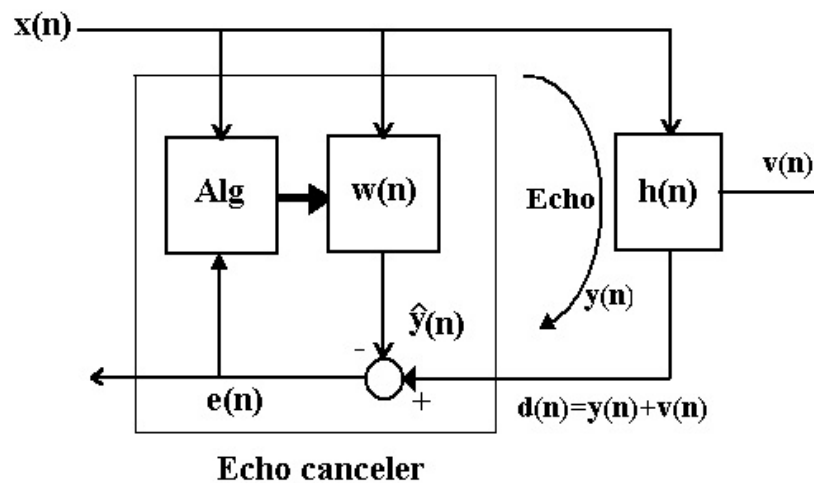 x(n)
Alg
w(n)
Echo
h(n)
v(n)
y(n)
ŷ(n)
-
+
e(n)
d(n)=y(n)+v(n)
Echo canceler